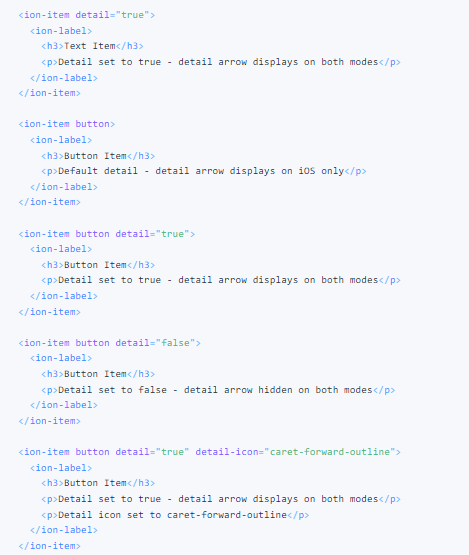 <ion-item detail="true">
  <ion-label>
    <h3>Text Item</h3>
    <p>Detail set to true - detail arrow displays on both modes</p>
  </ion-label>
</ion-item>

<ion-item button>
  <ion-label>
    <h3>Button Item</h3>
    <p>Default detail - detail arrow displays on iOS only</p>
  </ion-label>
</ion-item>

<ion-item button detail="true">
  <ion-label>
    <h3>Button Item</h3>
    <p>Detail set to true - detail arrow displays on both modes</p>
  </ion-label>
</ion-item>

<ion-item button detail="false">
  <ion-label>
    <h3>Button Item</h3>
    <p>Detail set to false - detail arrow hidden on both modes</p>
  </ion-label>
</ion-item>

<ion-item button detail="true" detail-icon="caret-forward-outline">
  <ion-label>
    <h3>Button Item</h3>
    <p>Detail set to true - detail arrow displays on both modes</p>
    <p>Detail icon set to caret-forward-outline</p>
  </ion-label>
</ion-item>